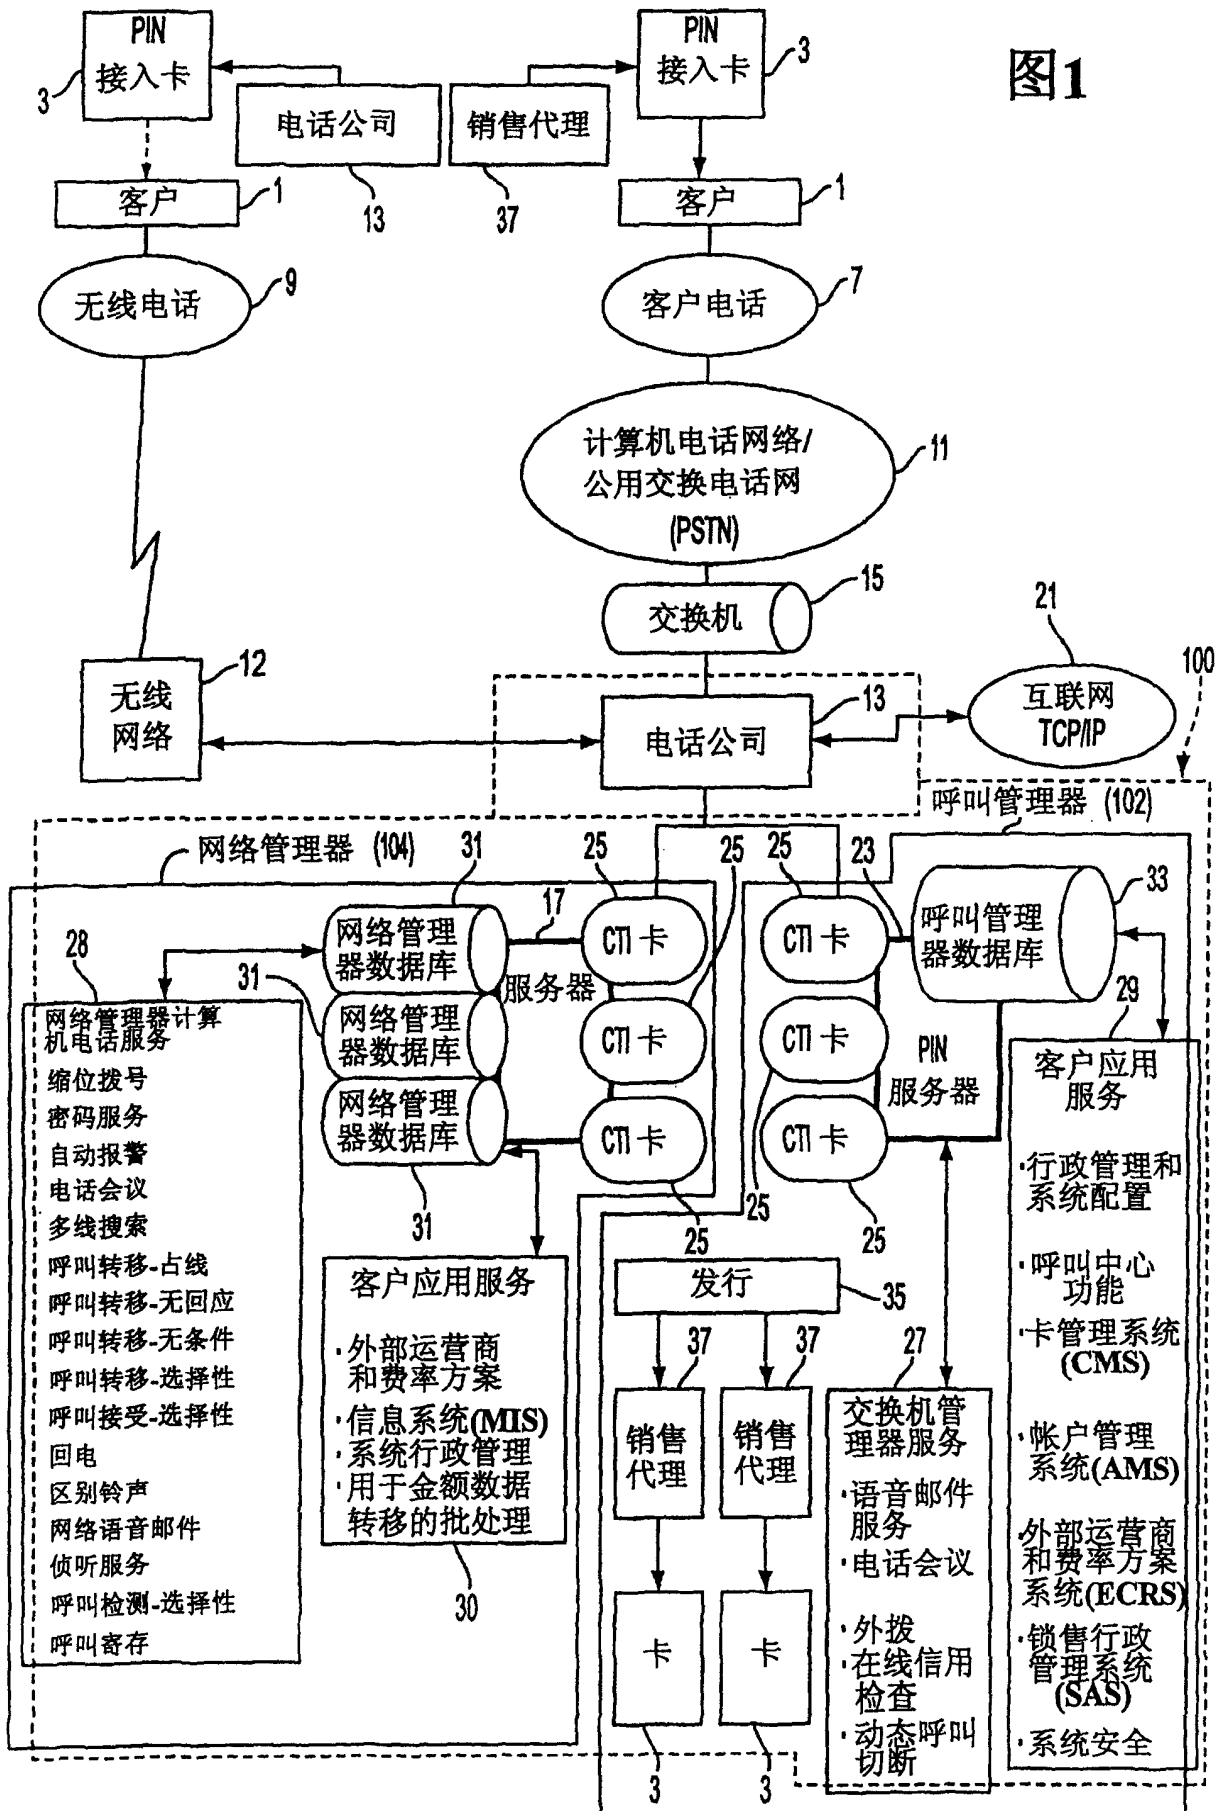 图1
PIN
接入卡
3
电话公司
13
销售代理
37
PIN
接入卡
3
客户
1
客户
1
无线电话
9
客户电话
7
计算机电话网络/
公用交换电话网
(PSTN)
11
交换机
15
无线
网络
12
电话公司
13
互联网
TCP/IP
21
100
网络管理器 (104)
呼叫管理器 (102)
31
17
25
25
25
23
33
网络管理
器数据库
网络管理
器数据库
网络管理
器数据库
31
31
服务器
CTI 卡
CTI 卡
CTI 卡
25
CTI 卡
CTI 卡
CTI 卡
25
25
呼叫管理
器数据库
PIN
服务器
28
网络管理器计算
机电话服务
缩位拨号
密码服务
自动报警
电话会议
多线搜索
呼叫转移-占线
呼叫转移-无回应
呼叫转移-无条件
呼叫转移-选择性
呼叫接受-选择性
回电
区别铃声
网络语音邮件
侦听服务
呼叫检测-选择性
呼叫寄存
客户应用服务
·外部运营商
和费率方案
·信息系统(MIS)
·系统行政管理
·用于金额数据
转移的批处理
30
发行
35
37
37
销售
代理
销售
代理
卡
卡
3
3
27
交换机管
理器服务
·语音邮件
服务
·电话会议
·外拨
·在线信用
检查
·动态呼叫
切断
29
客户应用
服务
·行政管理和
系统配置
·呼叫中心
功能
·卡管理系统
(CMS)
·帐户管理
系统(AMS)
·外部运营商
和费率方案
系统(ECRS)
·锁售行政
管理系统
(SAS)
·系统安全